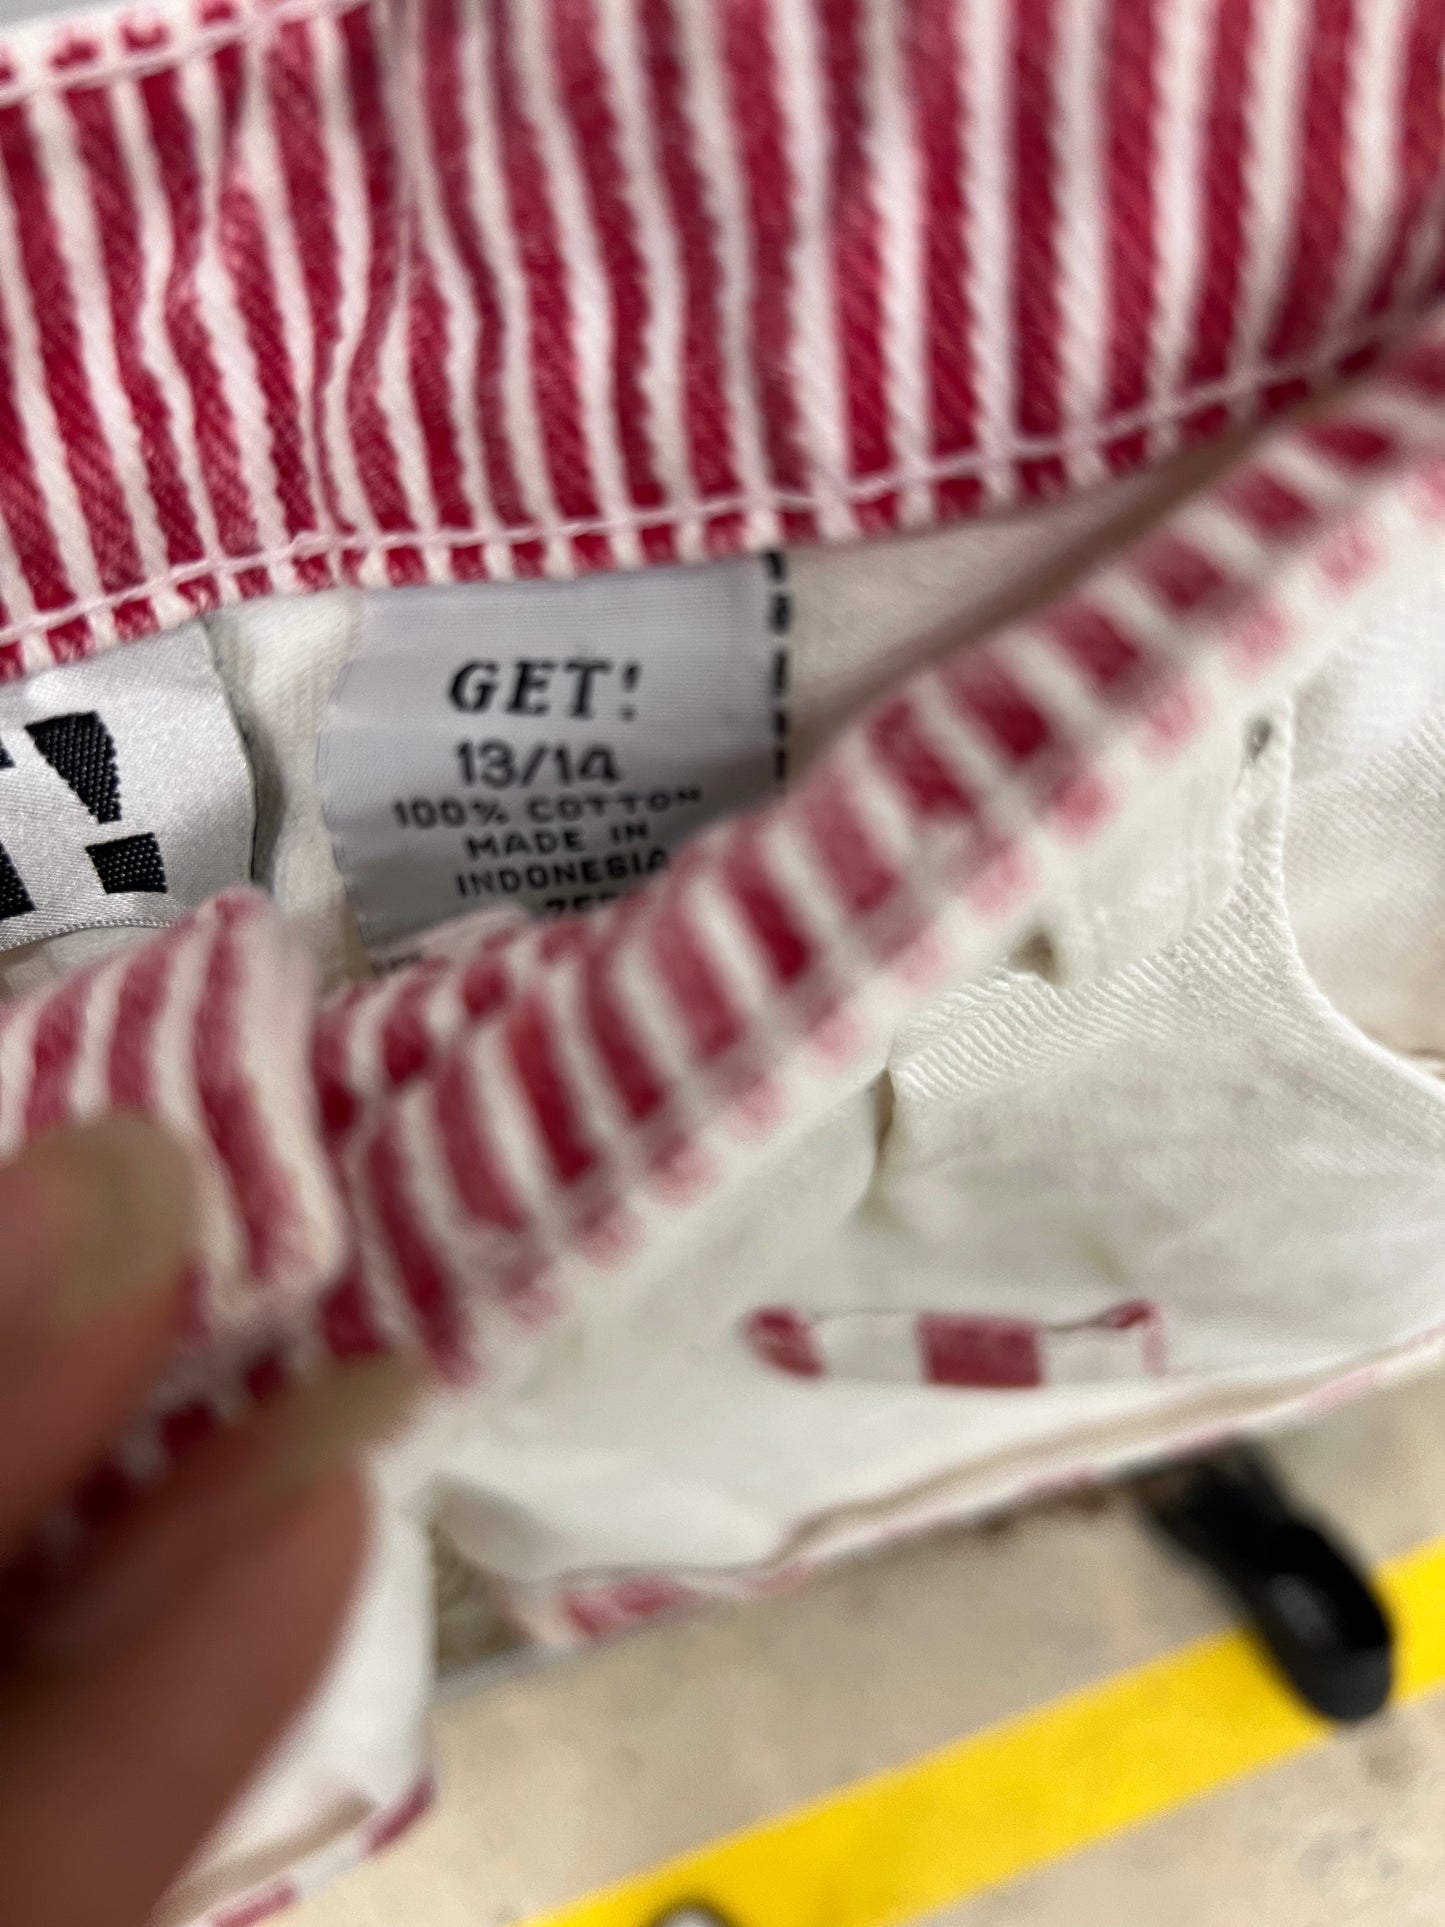 GET!
13/14
100% COTTON
MADE IN
INDONESIA